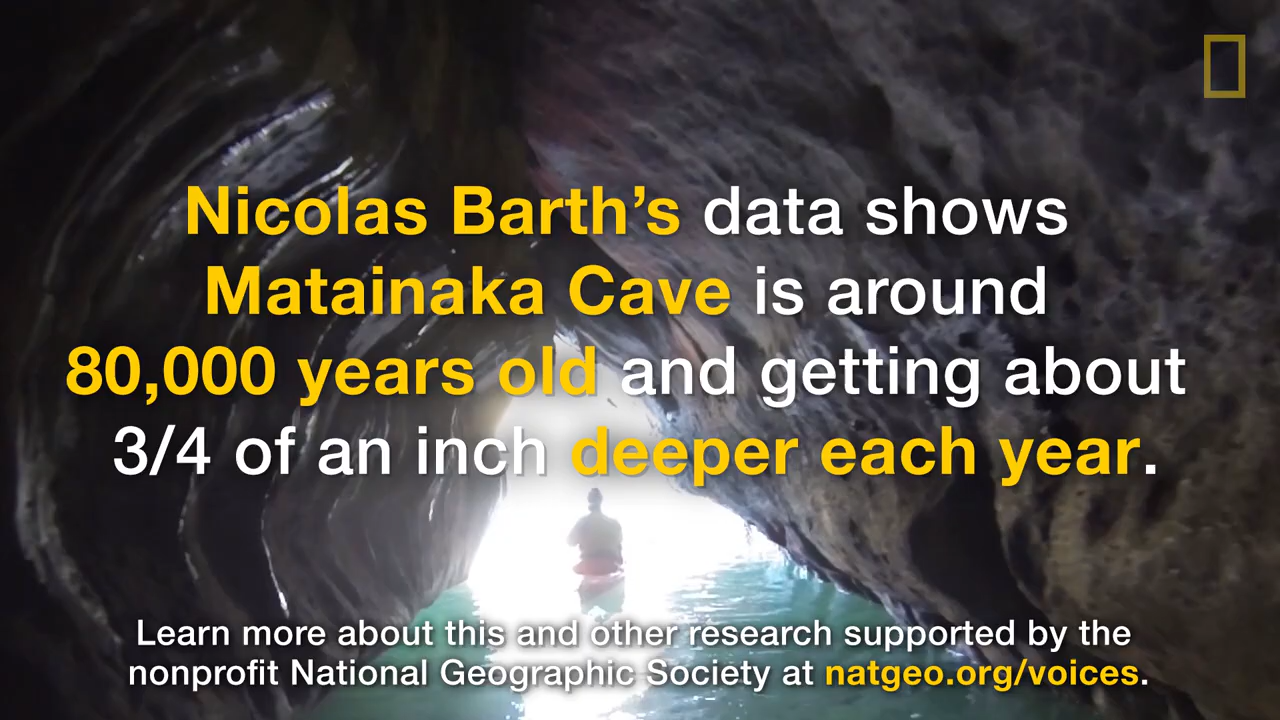 Nicolas Barth’s data shows
Matainaka Cave is around
80,000 years old and getting about
3/4 of an inch deeper each year.
Learn more about this and other research supported by the
nonprofit National Geographic Society at natgeo.org/voices.